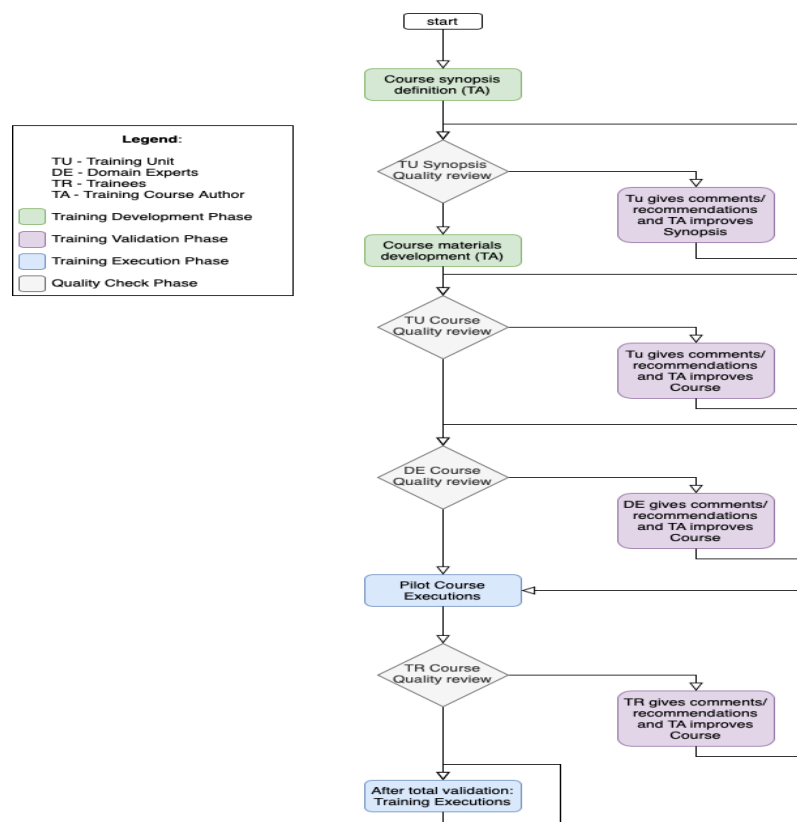 start
Course synopsis
definition (TA)
Legend:
TU - Training Unit
DE - Domain Experts
TR - Trainees
TA - Training Course Author
Training Development Phase
Training Validation Phase
Training Execution Phase
Quality Check Phase
TU Synopsis
Quality review
Tu gives comments/
recommendations
and TA improves
Synopsis
Course materials
development (TA)
TU Course
Quality review
Tu gives comments/
recommendations
and TA improves
Course
DE Course
Quality review
DE gives comments/
recommendations
and TA improves
Course
Pilot Course
Executions
TR Course
Quality review
TR gives comments/
recommendations
and TA improves
Course
After total validation:
Training Executions